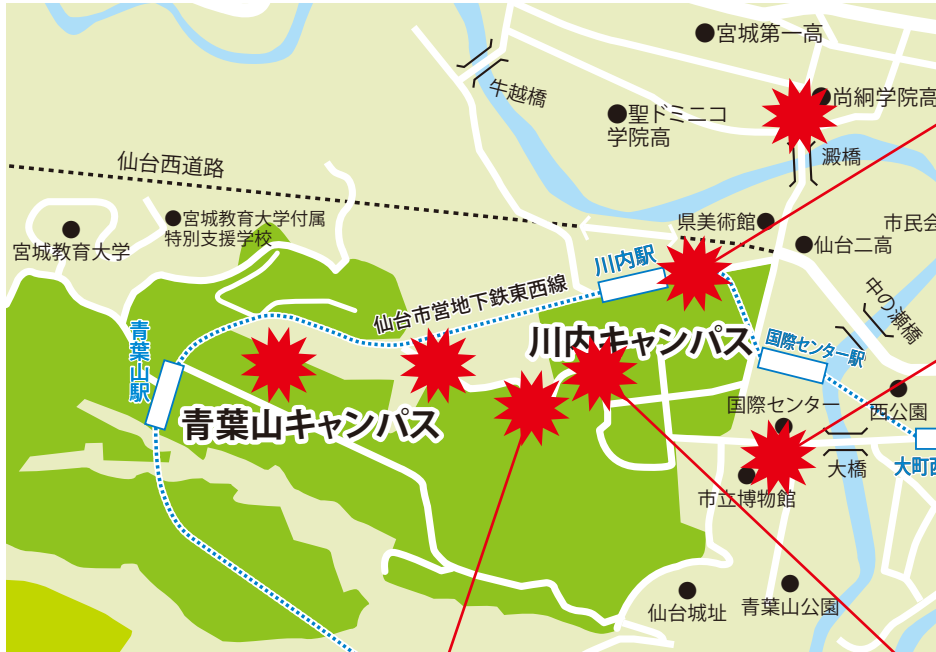 宮城第一高
牛越橋
尚絅学院高
聖ドミニコ
学院高
澱橋
仙台西道路
宮城教育大学付属
特別支援学校
宮城教育大学
県美術館
市民会
仙台二高
川内駅
中の瀬橋
仙台市営地下鉄東西線
青葉山駅
川内キャンパス
国際センター駅
国際センター
西公園
青葉山キャンパス
大橋
大町西
市立博物館
仙台城址
青葉山公園